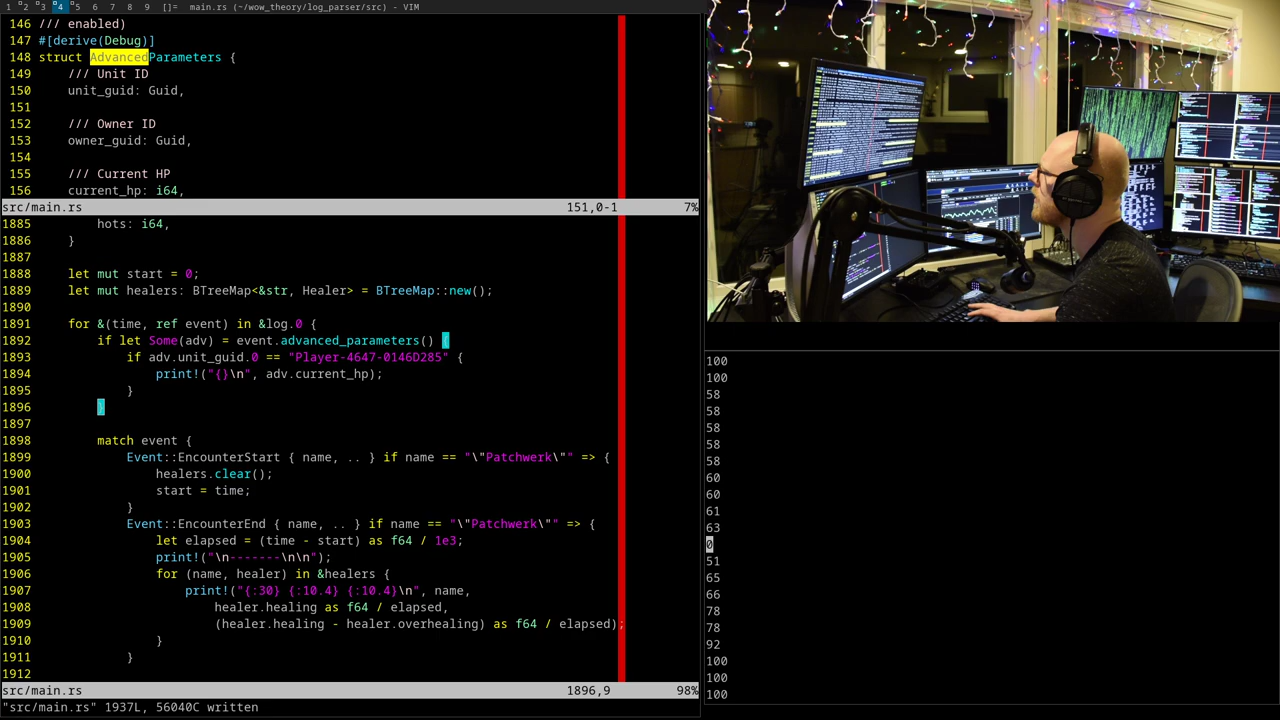 1 2 3 4 5 6 7 8 9 []= main.rs (~/wow_theory/log_parser/src) - VIM
146 /// enabled)
147 #[derive(Debug)]
148 struct AdvancedParameters {
149     /// Unit ID
150     unit_guid: Guid,
151
152     /// Owner ID
153     owner_guid: Guid,
154
155     /// Current HP
156     current_hp: i64,
src/main.rs 151,0-1 7%
1885         hots: i64,
1886     }
1887
1888     let mut start = 0;
1889     let mut healers: BTreeMap<&str, Healer> = BTreeMap::new();
1890
1891     for &(time, ref event) in &log.0 {
1892         if let Some(adv) = event.advanced_parameters() {
1893             if adv.unit_guid.0 == "Player-4647-0146D285" {
1894                 print!("{}\n", adv.current_hp);
1895             }
1896         }
1897
1898         match event {
1899             Event::EncounterStart { name, .. } if name == "\"Patchwerk\"" => {
1900                 healers.clear();
1901                 start = time;
1902             }
1903             Event::EncounterEnd { name, .. } if name == "\"Patchwerk\"" => {
1904                 let elapsed = (time - start) as f64 / 1e3;
1905                 print!("\n-------\n\n");
1906                 for (name, healer) in &healers {
1907                     print!("{:30} {:10.4} {:10.4}\n", name,
1908                         healer.healing as f64 / elapsed,
1909                         (healer.healing - healer.overhealing) as f64 / elapsed);
1910                 }
1911             }
1912
src/main.rs 1896,9 98%
"src/main.rs" 1937L, 56040C written
100
100
58
58
58
58
58
60
60
61
63
0
51
65
66
78
78
92
100
100
100